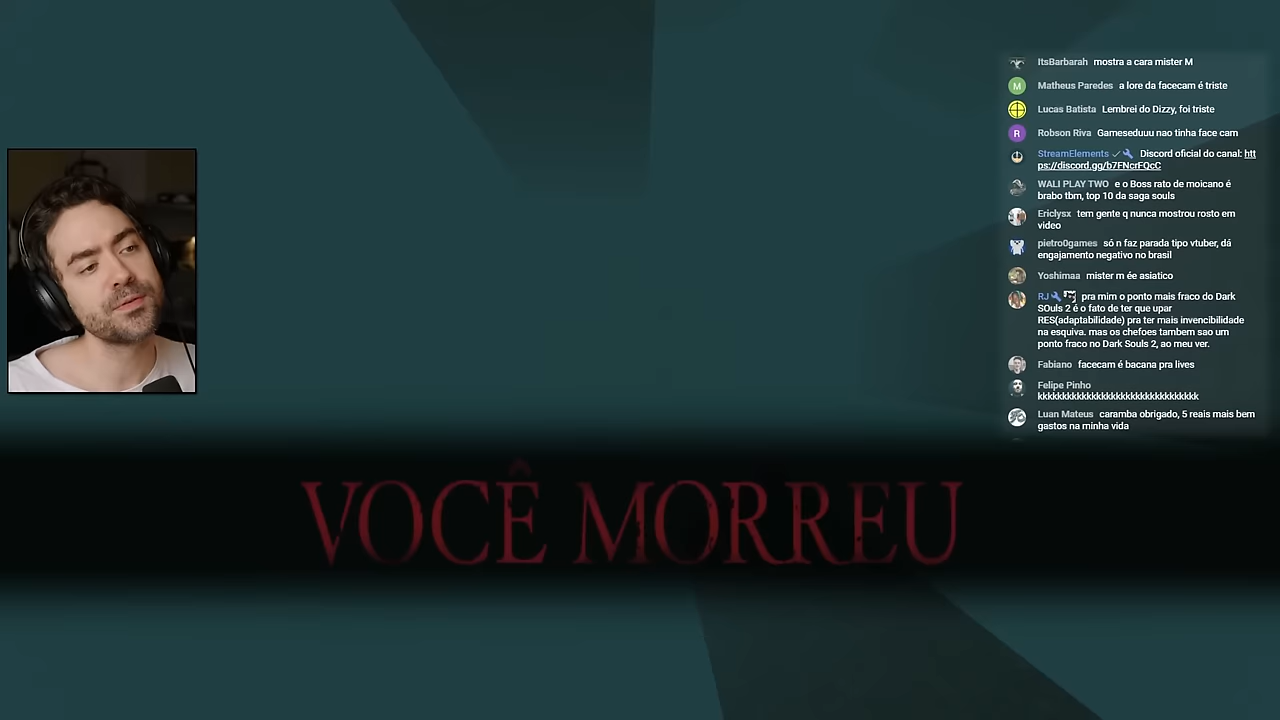 ItsBarbarah mostra a cara mister M
M Matheus Paredes a lore da facecam é triste
Lucas Batista Lembrei do Dizzy, foi triste
R Robson Riva Gameseduuu nao tinha face cam
StreamElements Discord oficial do canal: htt
ps://discord.gg/b7FNcrFQcC
WALI PLAY TWO e o Boss rato de moicano é
brabo tbm, top 10 da saga souls
Ericlysx tem gente q nunca mostrou rosto em
video
pietro0games só n faz parada tipo vtuber, dá
engajamento negativo no brasil
Yoshimaa mister m ée asiatico
RJ pra mim o ponto mais fraco do Dark
SOuls 2 é o fato de ter que upar
RES(adaptabilidade) pra ter mais invencibilidade
na esquiva. mas os chefoes tambem sao um
ponto fraco no Dark Souls 2, ao meu ver.
Fabiano facecam é bacana pra lives
Felipe Pinho
kkkkkkkkkkkkkkkkkkkkkkkkkkkkkkkkk
Luan Mateus caramba obrigado, 5 reais mais bem
gastos na minha vida
VOCÊ MORREU